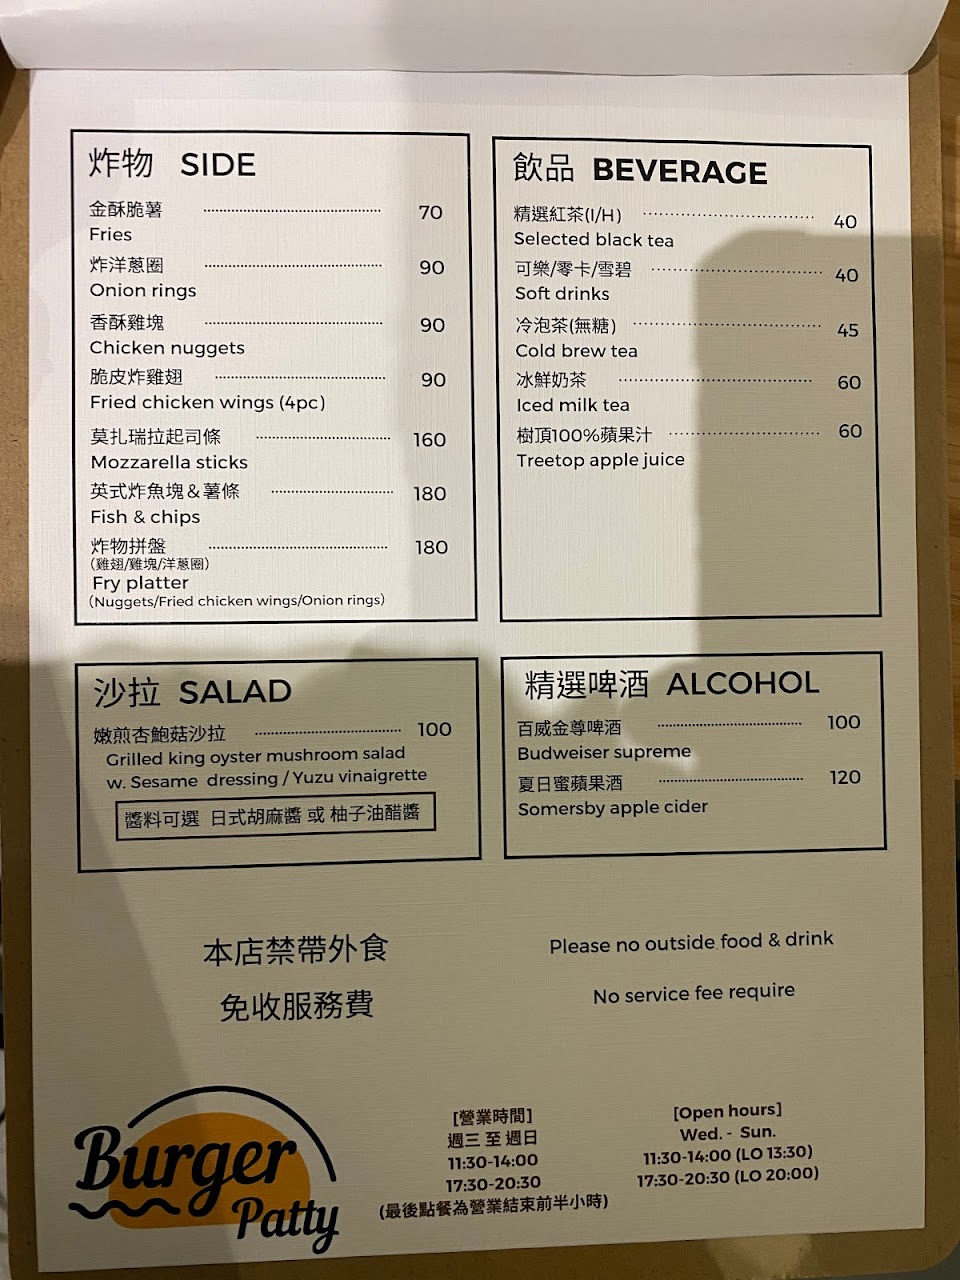 炸物 SIDE
金酥脆薯 70
Fries
炸洋蔥圈 90
Onion rings
香酥雞塊 90
Chicken nuggets
脆皮炸雞翅 90
Fried chicken wings (4pc)
莫扎瑞拉起司條 160
Mozzarella sticks
英式炸魚塊＆薯條 180
Fish & chips
炸物拼盤 180
(雞翅/雞塊/洋蔥圈)
Fry platter
(Nuggets/Fried chicken wings/Onion rings)
飲品 BEVERAGE
精選紅茶(I/H) 40
Selected black tea
可樂/零卡/雪碧 40
Soft drinks
冷泡茶(無糖) 45
Cold brew tea
冰鮮奶茶 60
Iced milk tea
樹頂100%蘋果汁 60
Treetop apple juice
沙拉 SALAD
嫩煎杏鮑菇沙拉 100
Grilled king oyster mushroom salad
w. Sesame dressing / Yuzu vinaigrette
醬料可選 日式胡麻醬 或 柚子油醋醬
精選啤酒 ALCOHOL
百威金尊啤酒 100
Budweiser supreme
夏日蜜蘋果酒 120
Somersby apple cider
本店禁帶外食
免收服務費
Please no outside food & drink
No service fee require
Burger
Patty
[營業時間]
週三 至 週日
11:30-14:00
17:30-20:30
(最後點餐為營業結束前半小時)
[Open hours]
Wed. - Sun.
11:30-14:00 (LO 13:30)
17:30-20:30 (LO 20:00)